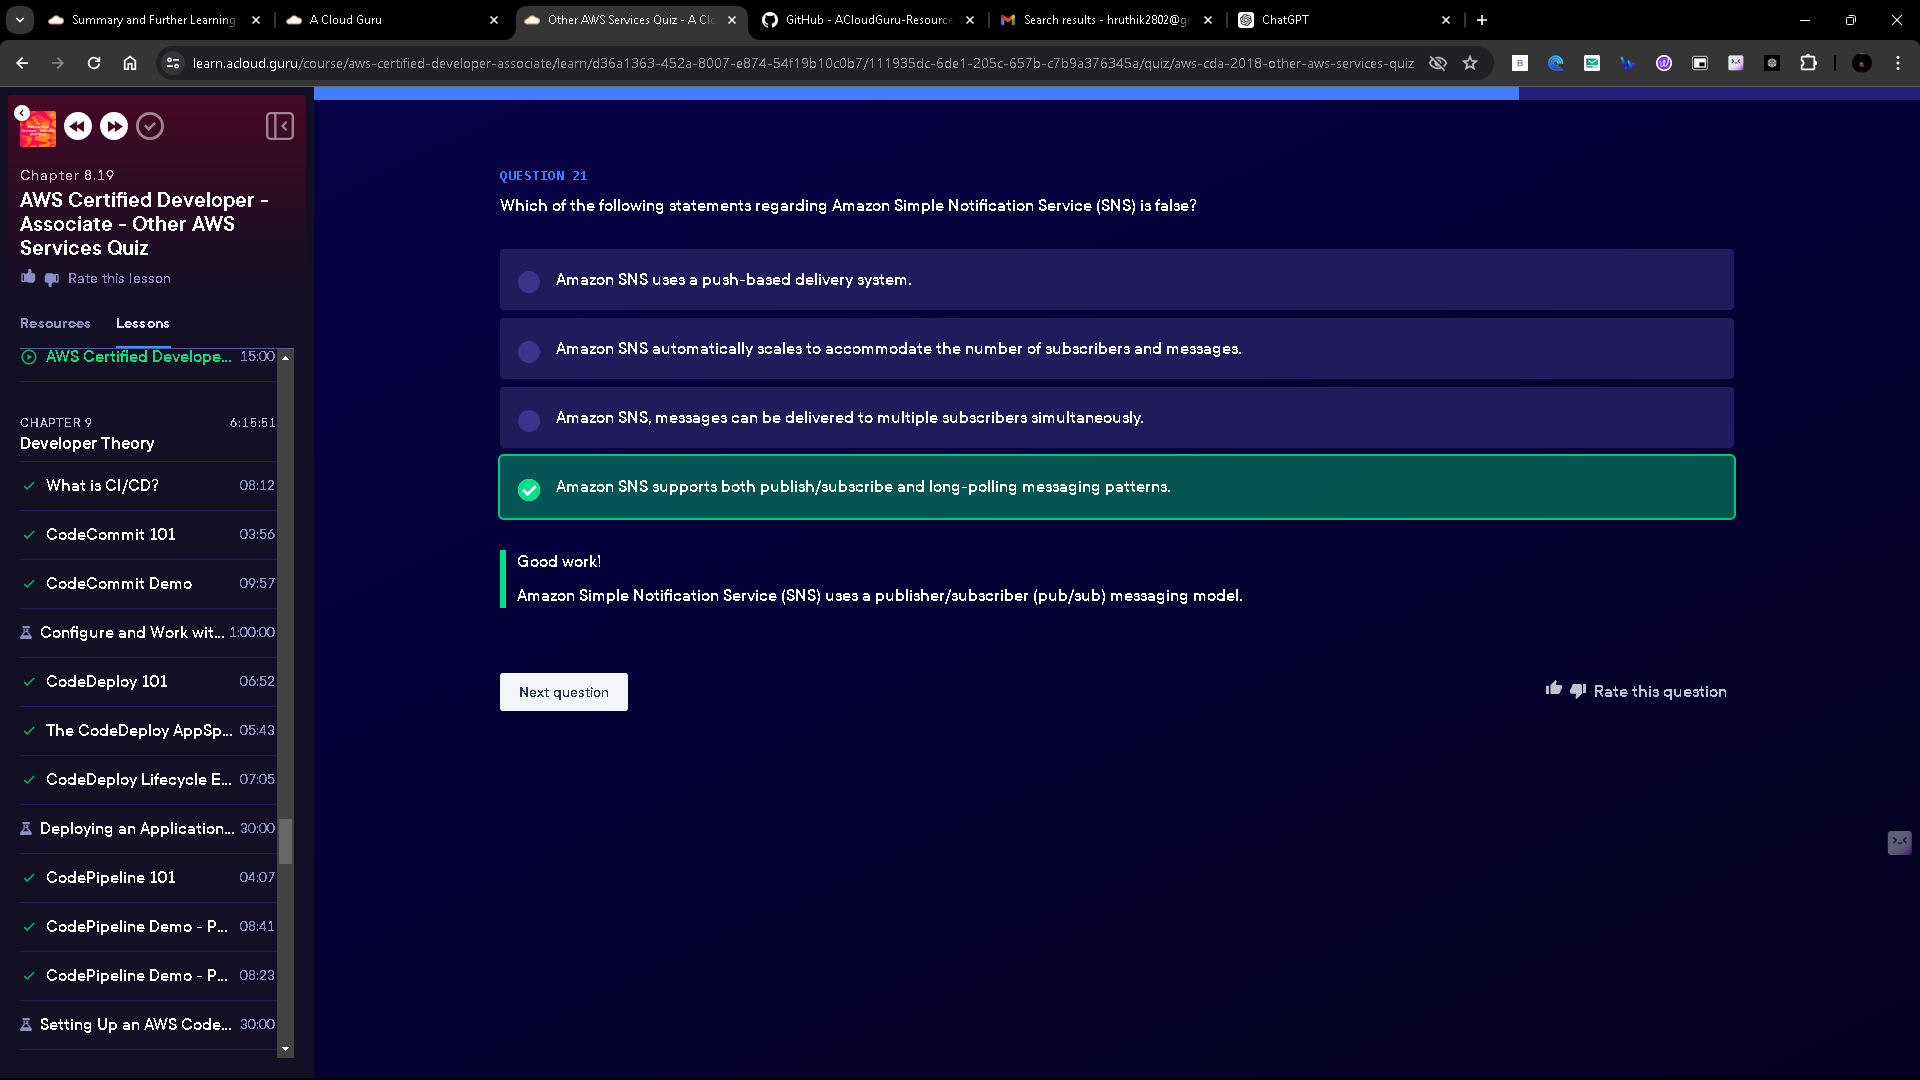 Summary and Further Learning
A Cloud Guru
Other AWS Services Quiz - A Cl
GitHub - ACloudGuru-Resource
Search results - hruthik2802@g
ChatGPT
learn.acloud.guru/course/aws-certified-developer-associate/learn/d36a1363-452a-8007-e874-54f19b10c0b7/111935dc-6de1-205c-657b-c7b9a376345a/quiz/aws-cda-2018-other-aws-services-quiz
Chapter 8.19
AWS Certified Developer -
Associate - Other AWS
Services Quiz
Rate this lesson
Resources Lessons
AWS Certified Develope... 15:00
CHAPTER 9 6:15:51
Developer Theory
What is CI/CD? 08:12
CodeCommit 101 03:56
CodeCommit Demo 09:57
Configure and Work wit... 1:00:00
CodeDeploy 101 06:52
The CodeDeploy AppSp... 05:43
CodeDeploy Lifecycle E... 07:05
Deploying an Application... 30:00
CodePipeline 101 04:07
CodePipeline Demo - P... 08:41
CodePipeline Demo - P... 08:23
Setting Up an AWS Code... 30:00
QUESTION 21
Which of the following statements regarding Amazon Simple Notification Service (SNS) is false?
Amazon SNS uses a push-based delivery system.
Amazon SNS automatically scales to accommodate the number of subscribers and messages.
Amazon SNS, messages can be delivered to multiple subscribers simultaneously.
Amazon SNS supports both publish/subscribe and long-polling messaging patterns.
Good work!
Amazon Simple Notification Service (SNS) uses a publisher/subscriber (pub/sub) messaging model.
Next question
Rate this question